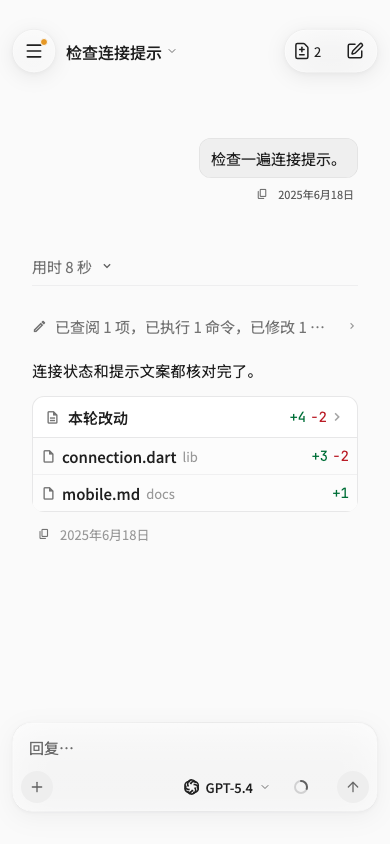 检查连接提示
2
检查一遍连接提示。
2025年6月18日
用时 8 秒
已查阅 1 项，已执行 1 命令，已修改 1 …
连接状态和提示文案都核对完了。
本轮改动 +4 -2
connection.dart lib +3 -2
mobile.md docs +1
2025年6月18日
回复…
GPT-5.4